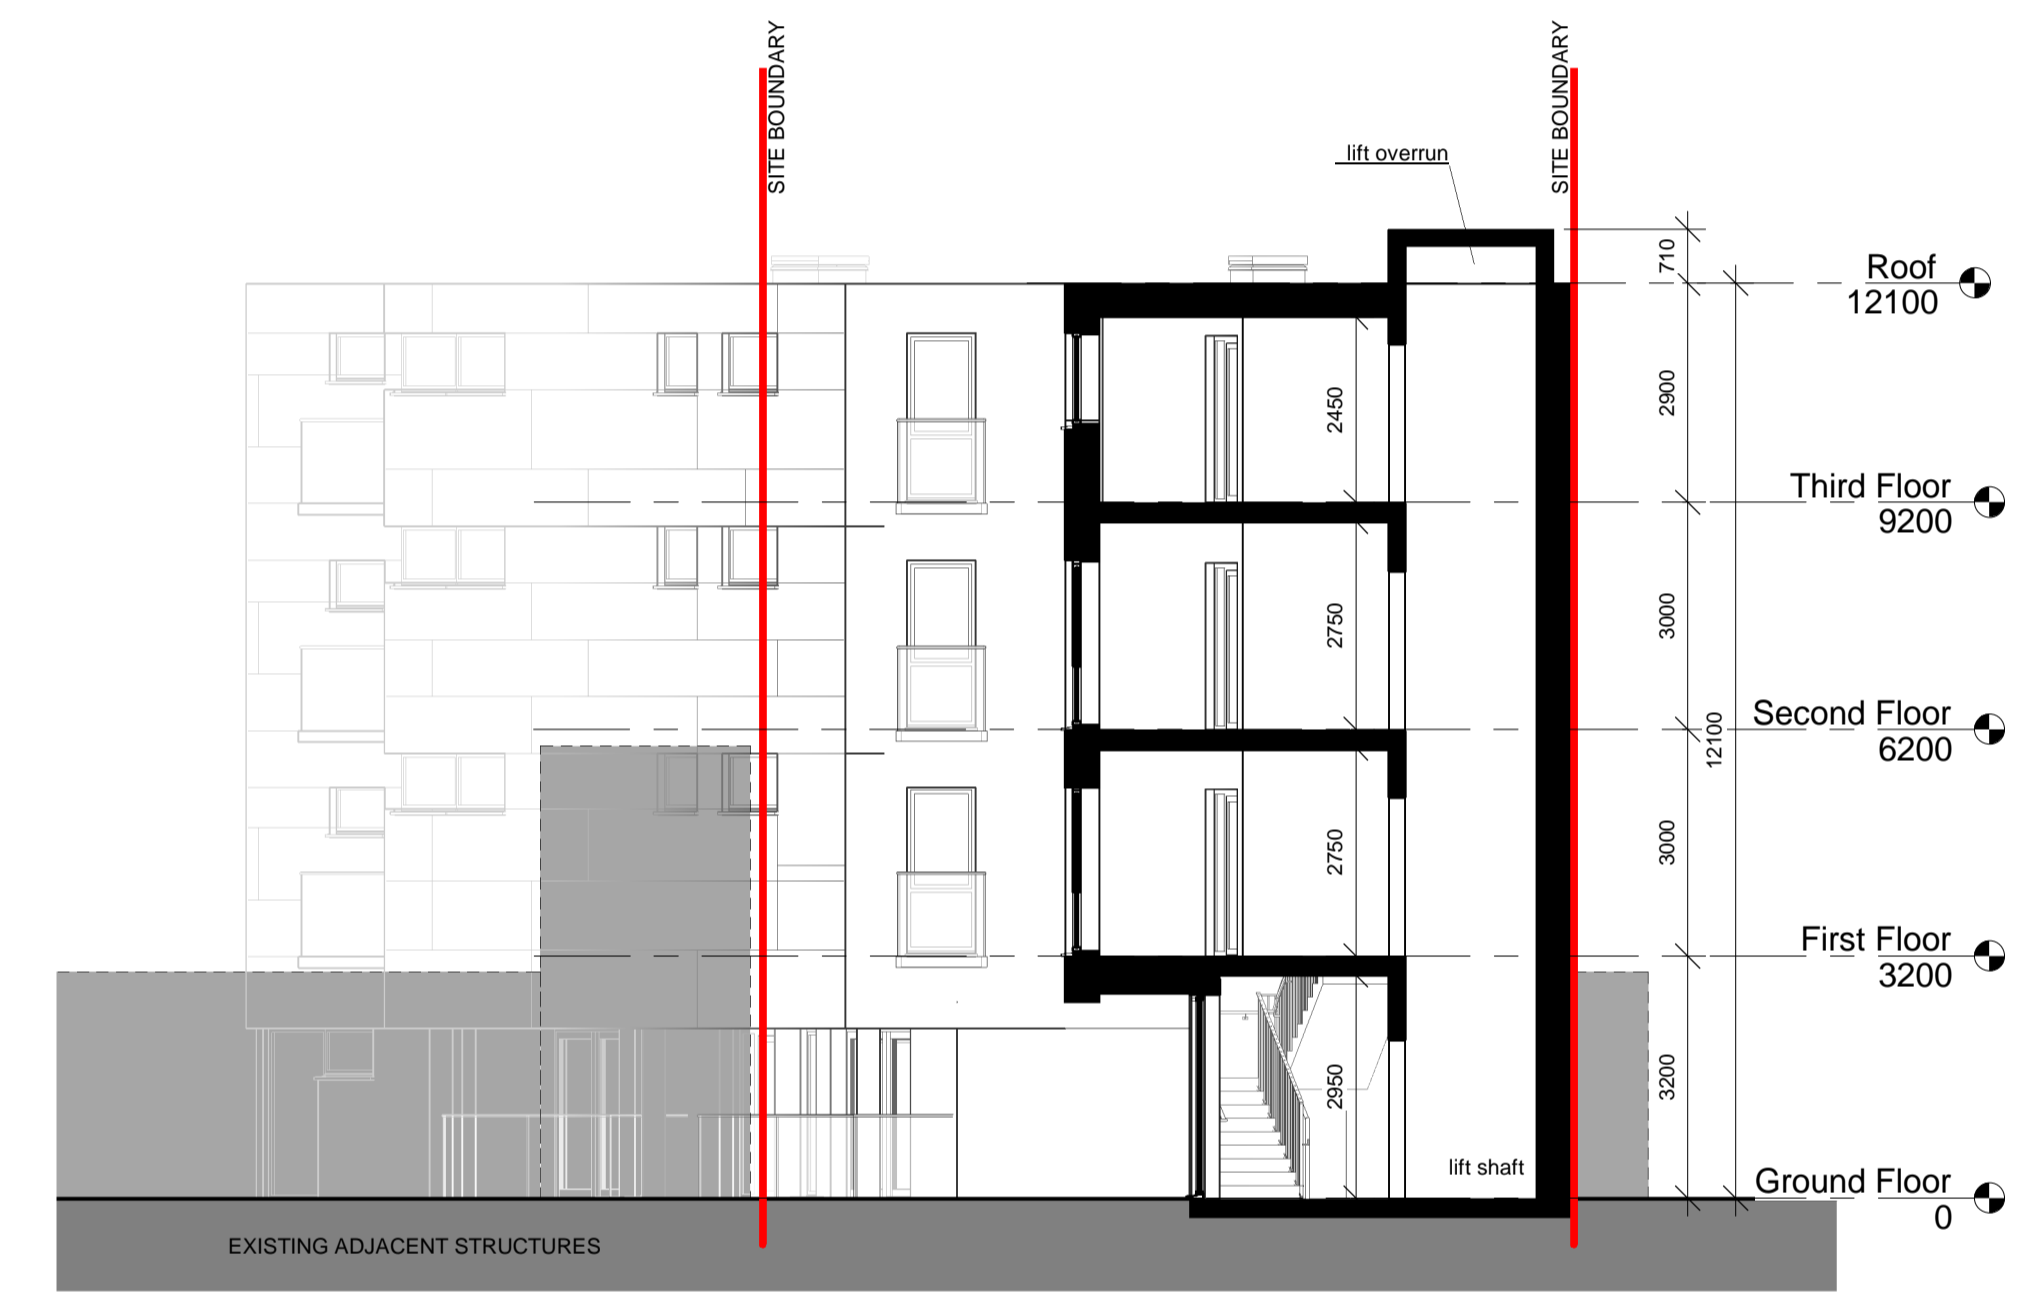 SITE BOUNDARY
SITE BOUNDARY
lift overrun
710
Roof
12100
2900
2450
Third Floor
9200
3000
2750
Second Floor
6200
12100
3000
2750
First Floor
3200
3200
2950
lift shaft
Ground Floor
0
EXISTING ADJACENT STRUCTURES